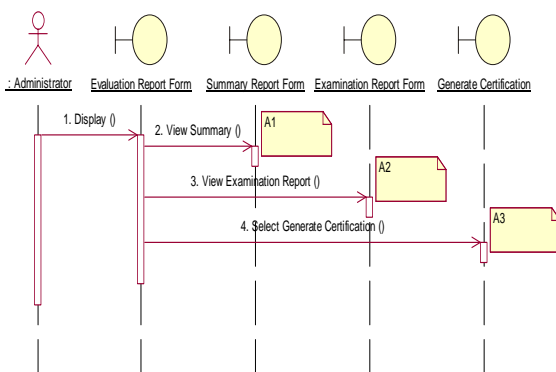 : Administrator
Evaluation Report Form
Summary Report Form
Examination Report Form
Generate Certification
1. Display ()
2. View Summary ()
A1
3. View Examination Report ()
A2
4. Select Generate Certification ()
A3